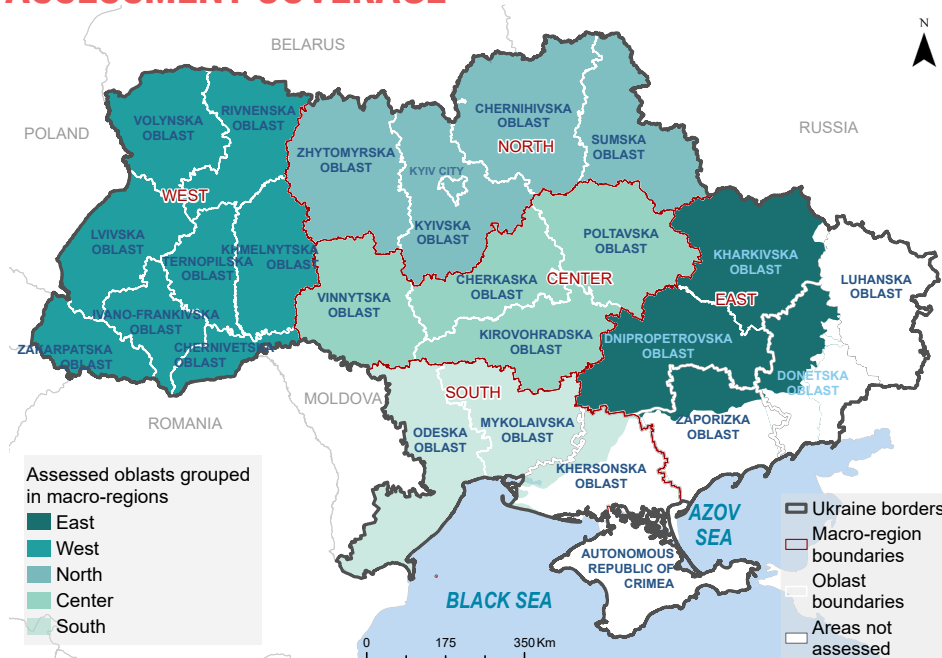 ASSESSMENT COVERAGE
N
BELARUS
POLAND
RUSSIA
VOLYNSKA
OBLAST
RIVNENSKA
OBLAST
ZHYTOMYRSKA
OBLAST
CHERNIHIVSKA
OBLAST
NORTH
SUMSKA
OBLAST
KYIV CITY
KYIVSKA
OBLAST
WEST
LVIVSKA
OBLAST
TERNOPILSKA
OBLAST
KHMELNYTSKA
OBLAST
IVANO-FRANKIVSKA
OBLAST
ZAKARPATSKA
OBLAST
CHERNIVETSKA
OBLAST
VINNYTSKA
OBLAST
CHERKASKA
OBLAST
CENTER
POLTAVSKA
OBLAST
KIROVOHRADSKA
OBLAST
KHARKIVSKA
OBLAST
LUHANSKA
OBLAST
EAST
DNIPROPETROVSKA
OBLAST
DONETSKA
OBLAST
ZAPORIZKA
OBLAST
SOUTH
MOLDOVA
ROMANIA
ODESKA
OBLAST
MYKOLAIVSKA
OBLAST
KHERSONSKA
OBLAST
AZOV
SEA
AUTONOMOUS
REPUBLIC OF
CRIMEA
BLACK SEA
0 175 350 Km
Assessed oblasts grouped
in macro-regions
East
West
North
Center
South
Ukraine borders
Macro-region
boundaries
Oblast
boundaries
Areas not
assessed